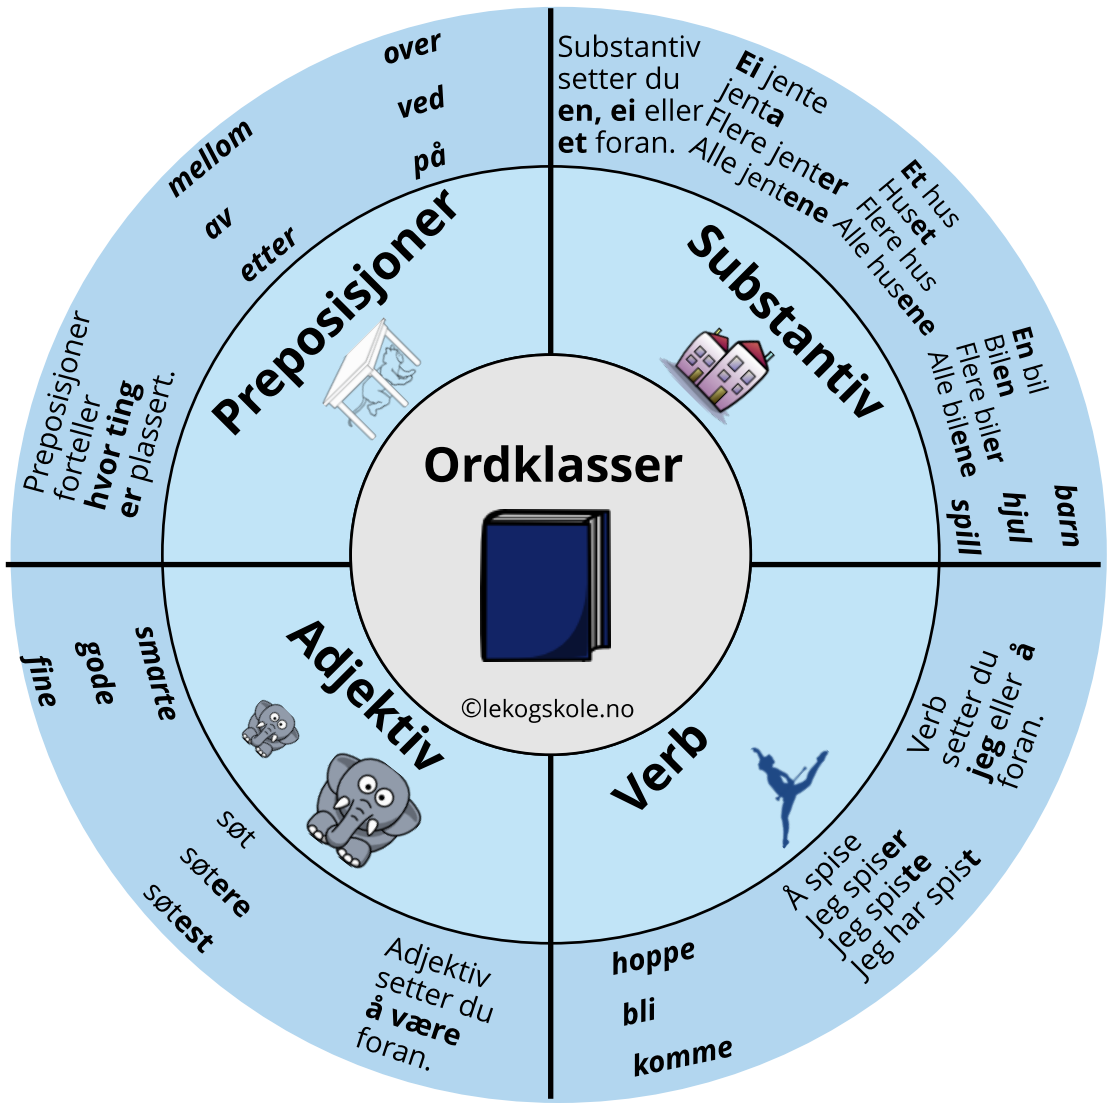 Ordklasser
©lekogskole.no
Substantiv
Substantiv
setter du
en, ei eller
et foran.
Ei jente
jenta
Flere jenter
Alle jentene
Et hus
Huset
Flere hus
Alle husene
En bil
Bilen
Flere biler
Alle bilene
barn
hjul
spill
Verb
Verb
setter du
jeg eller å
foran.
Å spise
Jeg spiser
Jeg spiste
Jeg har spist
hoppe
bli
komme
Adjektiv
Adjektiv
setter du
å være
foran.
søt
søtere
søtest
smarte
gode
fine
Preposisjoner
Preposisjoner
forteller
hvor ting
er plassert.
mellom
av
etter
over
ved
på